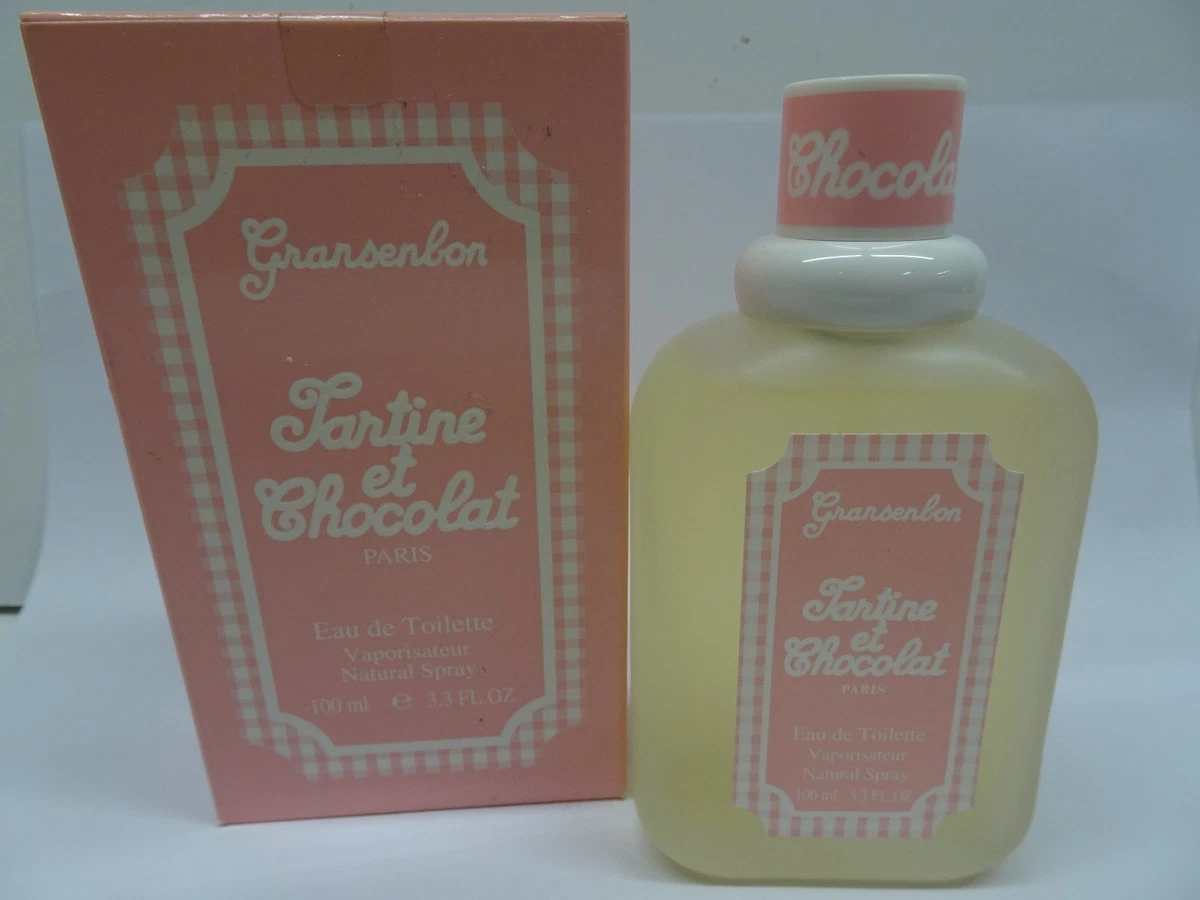 Gransenbon
Tartine
et
Chocolat
PARIS
Eau de Toilette
Vaporisateur
Natural Spray
100 ml e 3.3 FL.OZ
Chocola
Gransenbon
Tartine
et
Chocolat
PARIS
Eau de Toilette
Vaporisateur
Natural Spray
100 ml 3.3 FL.OZ